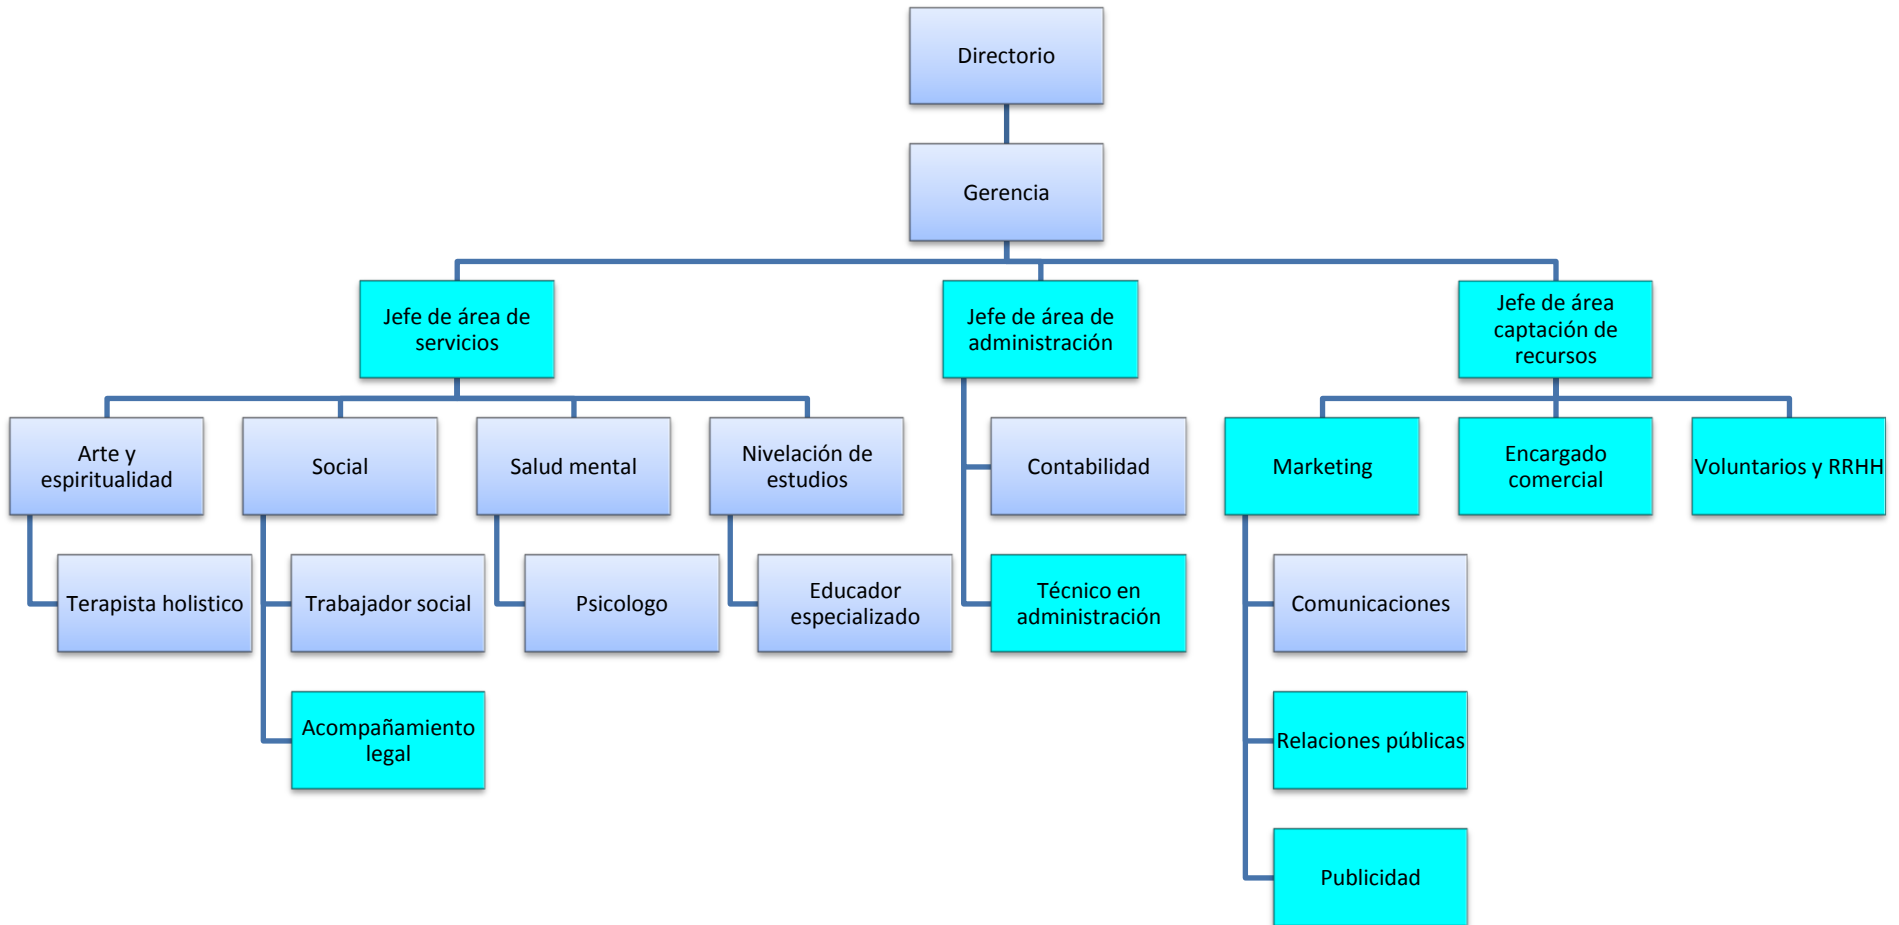 Directorio
Gerencia
Jefe de área de
servicios
Jefe de área de
administración
Jefe de área
captación de
recursos
Arte y
espiritualidad
Social
Salud mental
Nivelación de
estudios
Contabilidad
Marketing
Encargado
comercial
Voluntarios y RRHH
Terapista holistico
Trabajador social
Psicologo
Educador
especializado
Técnico en
administración
Comunicaciones
Acompañamiento
legal
Relaciones públicas
Publicidad